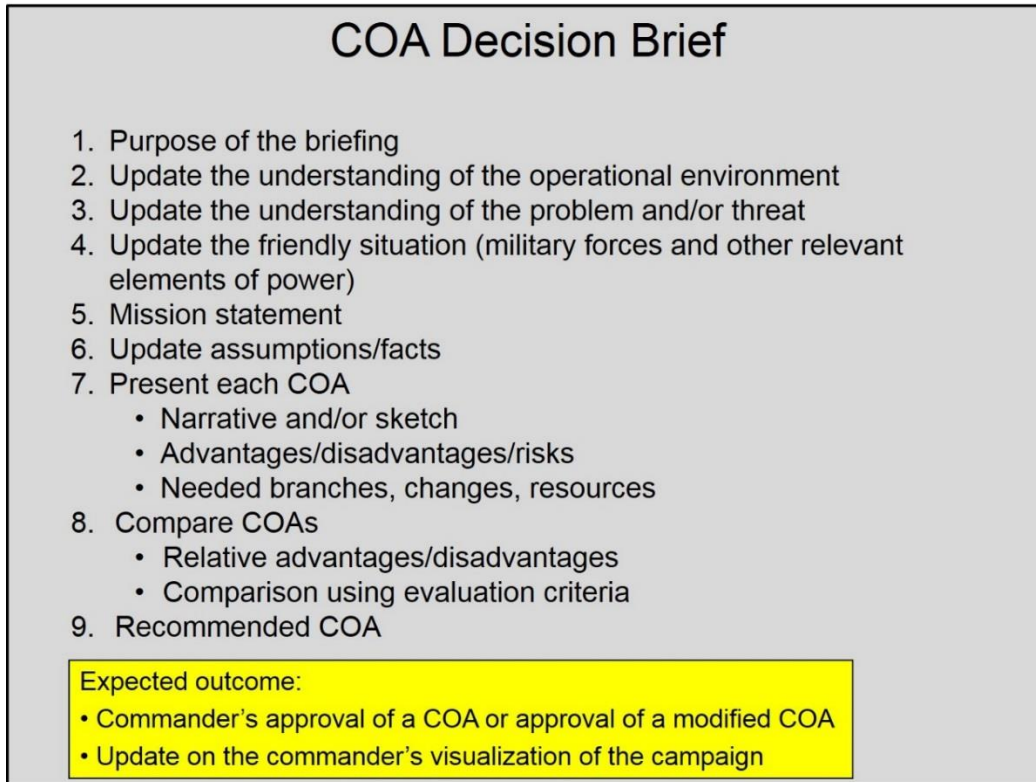 COA Decision Brief
1. Purpose of the briefing
2. Update the understanding of the operational environment
3. Update the understanding of the problem and/or threat
4. Update the friendly situation (military forces and other relevant
elements of power)
5. Mission statement
6. Update assumptions/facts
7. Present each COA
• Narrative and/or sketch
• Advantages/disadvantages/risks
• Needed branches, changes, resources
8. Compare COAs
• Relative advantages/disadvantages
• Comparison using evaluation criteria
9. Recommended COA
Expected outcome:
• Commander’s approval of a COA or approval of a modified COA
• Update on the commander’s visualization of the campaign